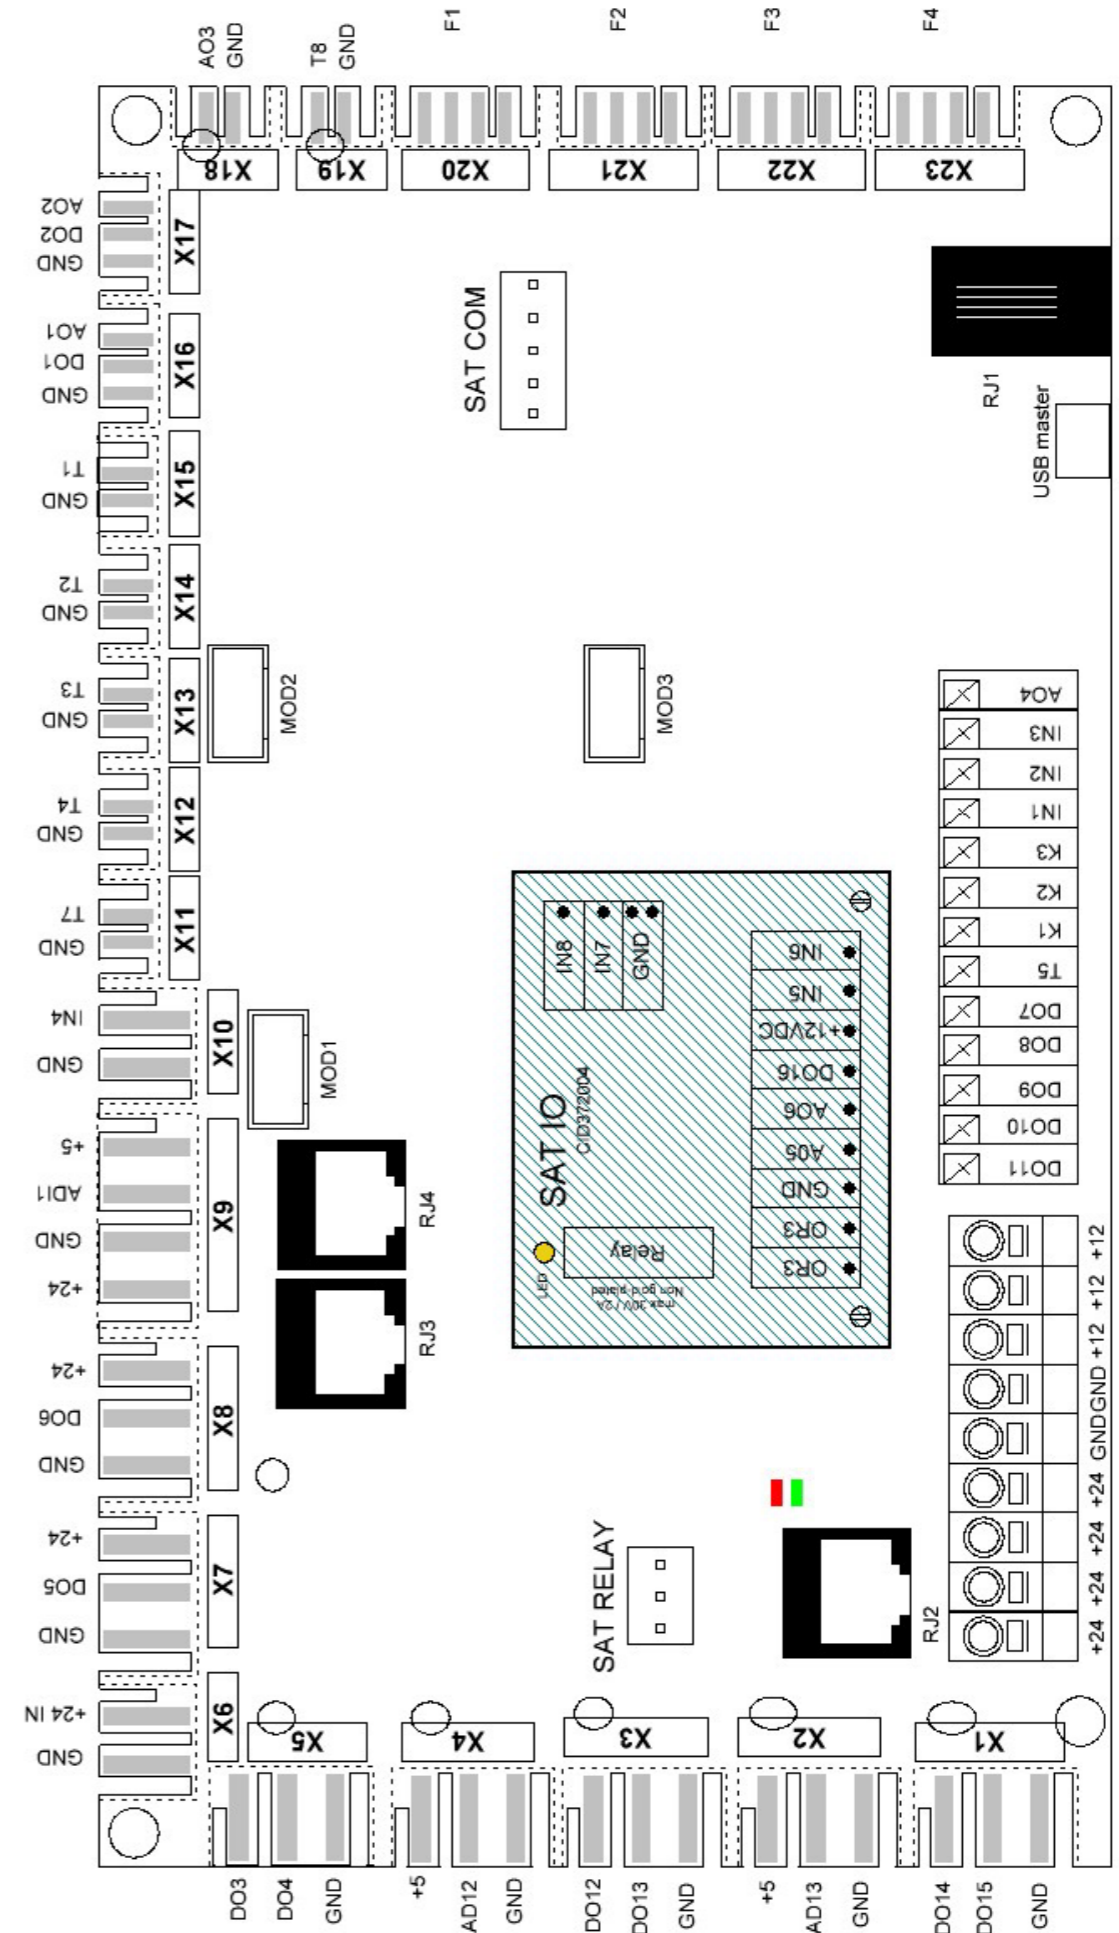 AO3
GND
T8
GND
F1
F2
F3
F4
X18
X19
X20
X21
X22
X23
AO2
DO2
GND
X17
AO1
DO1
GND
X16
T1
GND
X15
T2
GND
X14
T3
GND
X13
T4
GND
X12
T7
GND
X11
IN4
GND
X10
+5
ADI1
GND
+24
X9
+24
DO6
GND
X8
+24
DO5
GND
X7
+24 IN
GND
X6
SAT COM
RJ1
USB master
MOD2
MOD3
MOD1
RJ4
RJ3
AO4
IN3
IN2
IN1
K3
K2
K1
T5
DO7
DO8
DO9
DO10
DO11
IN8
IN7
GND
IN6
IN5
+12VDC
DO16
AO6
A05
GND
OR3
OR3
SAT IO
CID372004
LED
Relay
Non gold-plated
max 30V / 2A
+12
+12
+12
GND
GND
+24
+24
+24
+24
SAT RELAY
RJ2
X5
X4
X3
X2
X1
DO3
DO4
GND
+5
AD12
GND
DO12
DO13
GND
+5
AD13
GND
DO14
DO15
GND